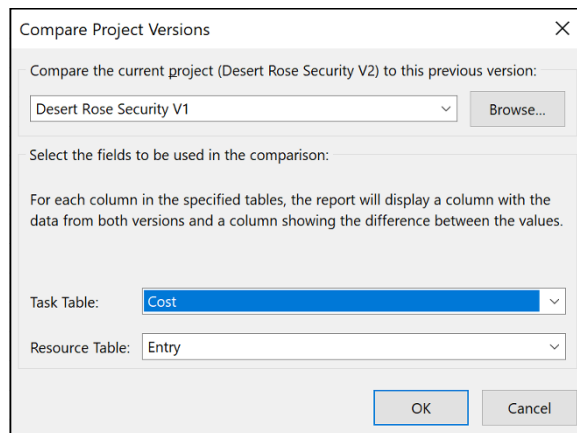 Compare Project Versions
Compare the current project (Desert Rose Security V2) to this previous version:
Desert Rose Security V1
Browse...
Select the fields to be used in the comparison:
For each column in the specified tables, the report will display a column with the
data from both versions and a column showing the difference between the values.
Task Table: Cost
Resource Table: Entry
OK Cancel